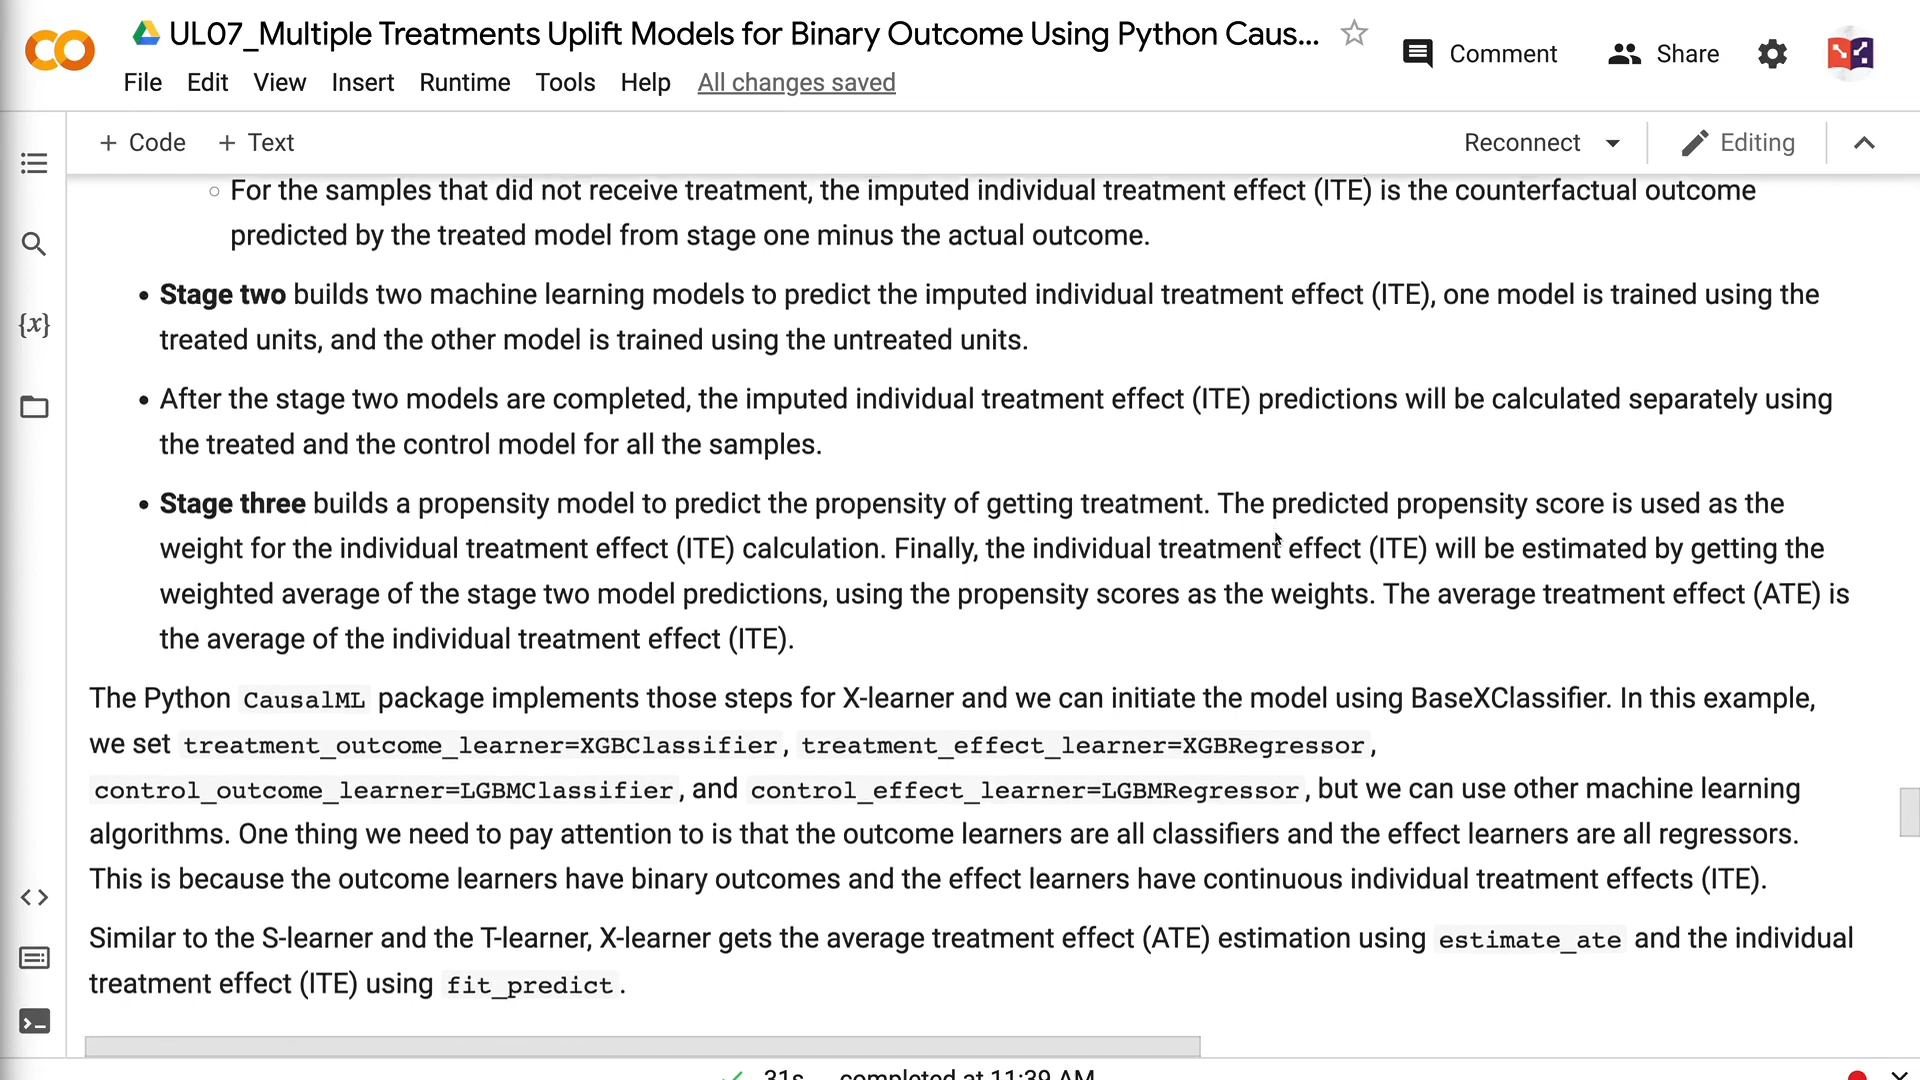 UL07_Multiple Treatments Uplift Models for Binary Outcome Using Python Caus...
Comment
Share
File Edit View Insert Runtime Tools Help All changes saved
+ Code + Text
Reconnect
Editing
For the samples that did not receive treatment, the imputed individual treatment effect (ITE) is the counterfactual outcome
predicted by the treated model from stage one minus the actual outcome.
Stage two builds two machine learning models to predict the imputed individual treatment effect (ITE), one model is trained using the
treated units, and the other model is trained using the untreated units.
After the stage two models are completed, the imputed individual treatment effect (ITE) predictions will be calculated separately using
the treated and the control model for all the samples.
Stage three builds a propensity model to predict the propensity of getting treatment. The predicted propensity score is used as the
weight for the individual treatment effect (ITE) calculation. Finally, the individual treatment effect (ITE) will be estimated by getting the
weighted average of the stage two model predictions, using the propensity scores as the weights. The average treatment effect (ATE) is
the average of the individual treatment effect (ITE).
The Python CausalML package implements those steps for X-learner and we can initiate the model using BaseXClassifier. In this example,
we set treatment_outcome_learner=XGBClassifier, treatment_effect_learner=XGBRegressor,
control_outcome_learner=LGBMClassifier, and control_effect_learner=LGBMRegressor, but we can use other machine learning
algorithms. One thing we need to pay attention to is that the outcome learners are all classifiers and the effect learners are all regressors.
This is because the outcome learners have binary outcomes and the effect learners have continuous individual treatment effects (ITE).
Similar to the S-learner and the T-learner, X-learner gets the average treatment effect (ATE) estimation using estimate_ate and the individual
treatment effect (ITE) using fit_predict.
31s completed at 11:39 AM